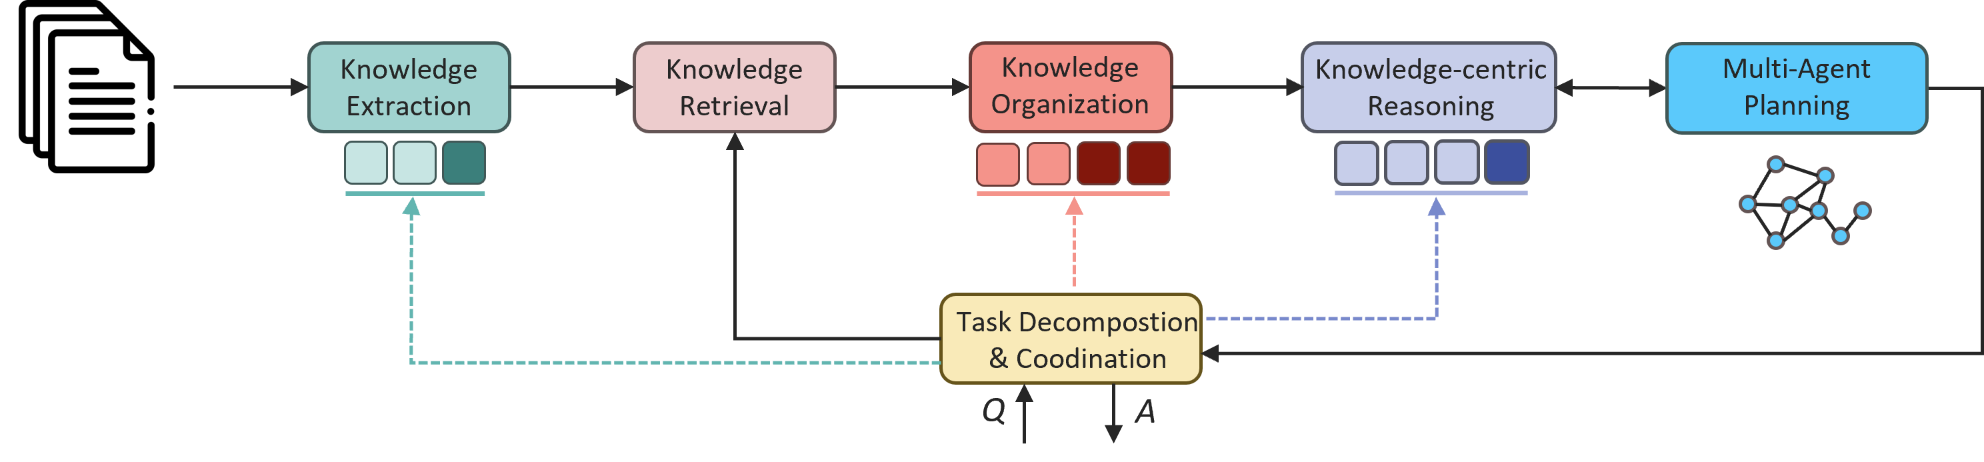 Knowledge
Extraction
Knowledge
Retrieval
Knowledge
Organization
Knowledge-centric
Reasoning
Multi-Agent
Planning
Task Decompostion
& Coodination
Q
A